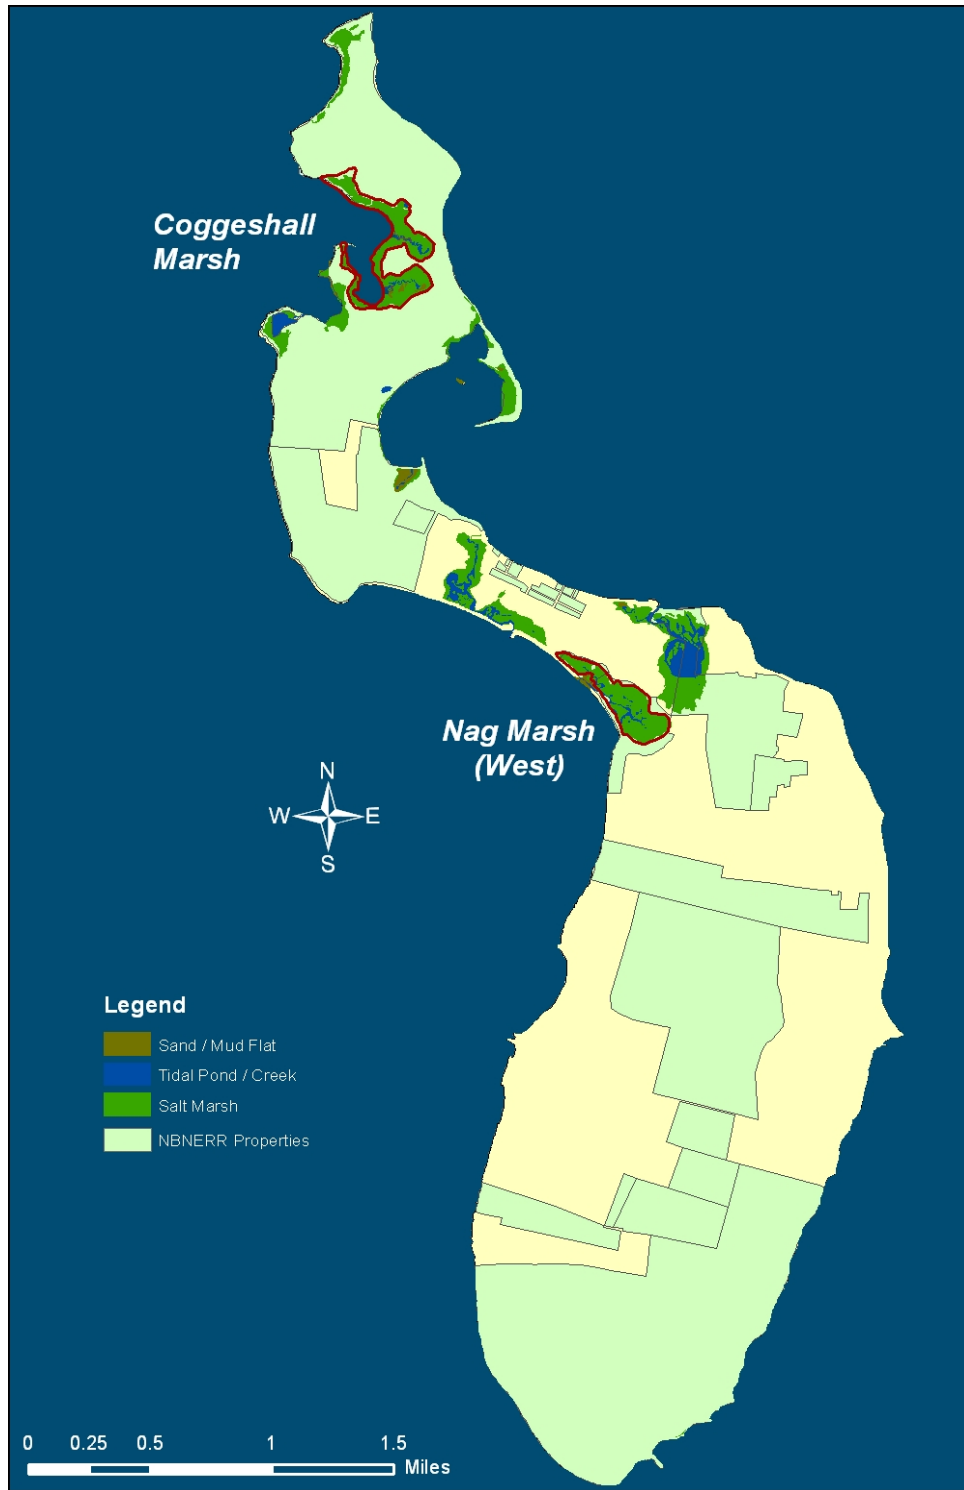 Coggeshall
Marsh
Nag Marsh
(West)
N
W E
S
Legend
Sand / Mud Flat
Tidal Pond / Creek
Salt Marsh
NBNERR Properties
0 0.25 0.5 1 1.5
Miles